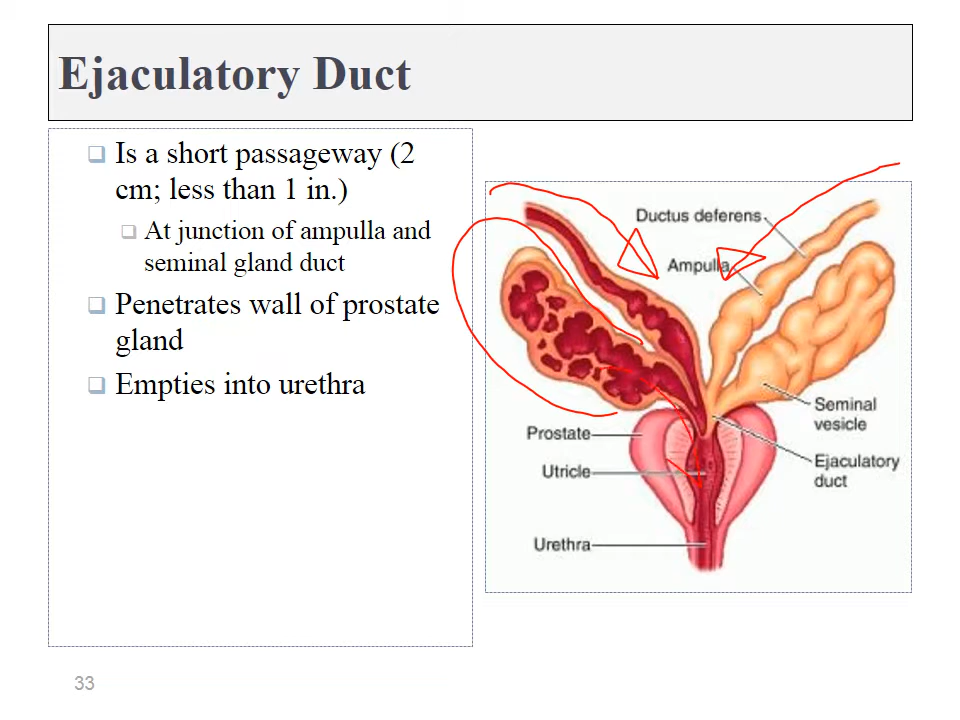 Ejaculatory Duct
Is a short passageway (2
cm; less than 1 in.)
At junction of ampulla and
seminal gland duct
Penetrates wall of prostate
gland
Empties into urethra
Ductus deferens
Ampulla
Seminal
vesicle
Prostate
Ejaculatory
duct
Utricle
Urethra
33